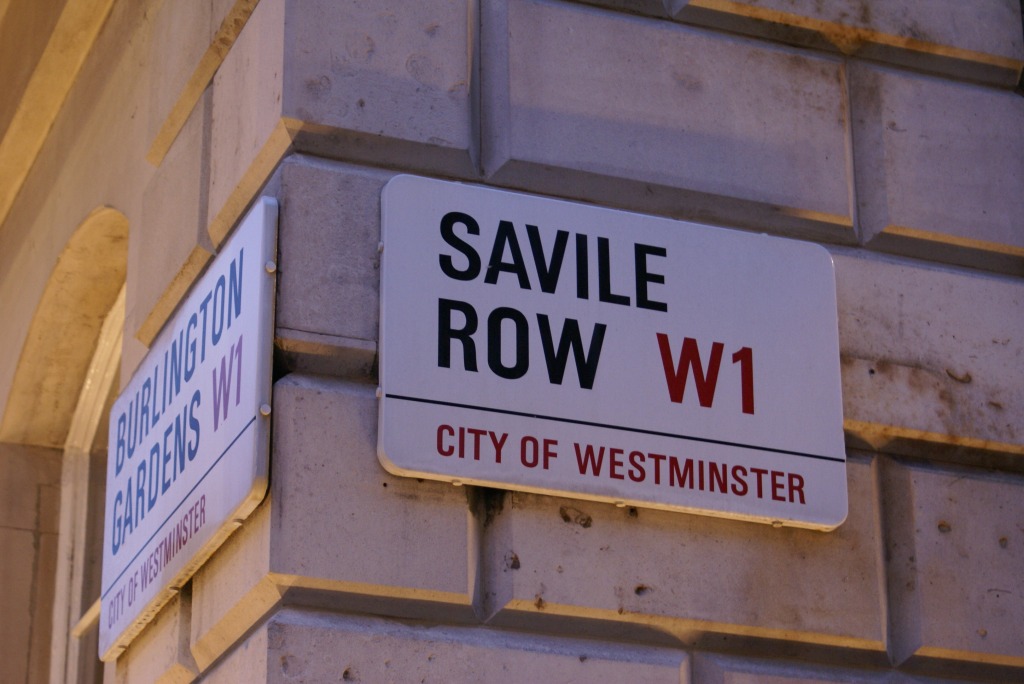 BURLINGTON
GARDENS W1
CITY OF WESTMINSTER
SAVILE
ROW W1
CITY OF WESTMINSTER